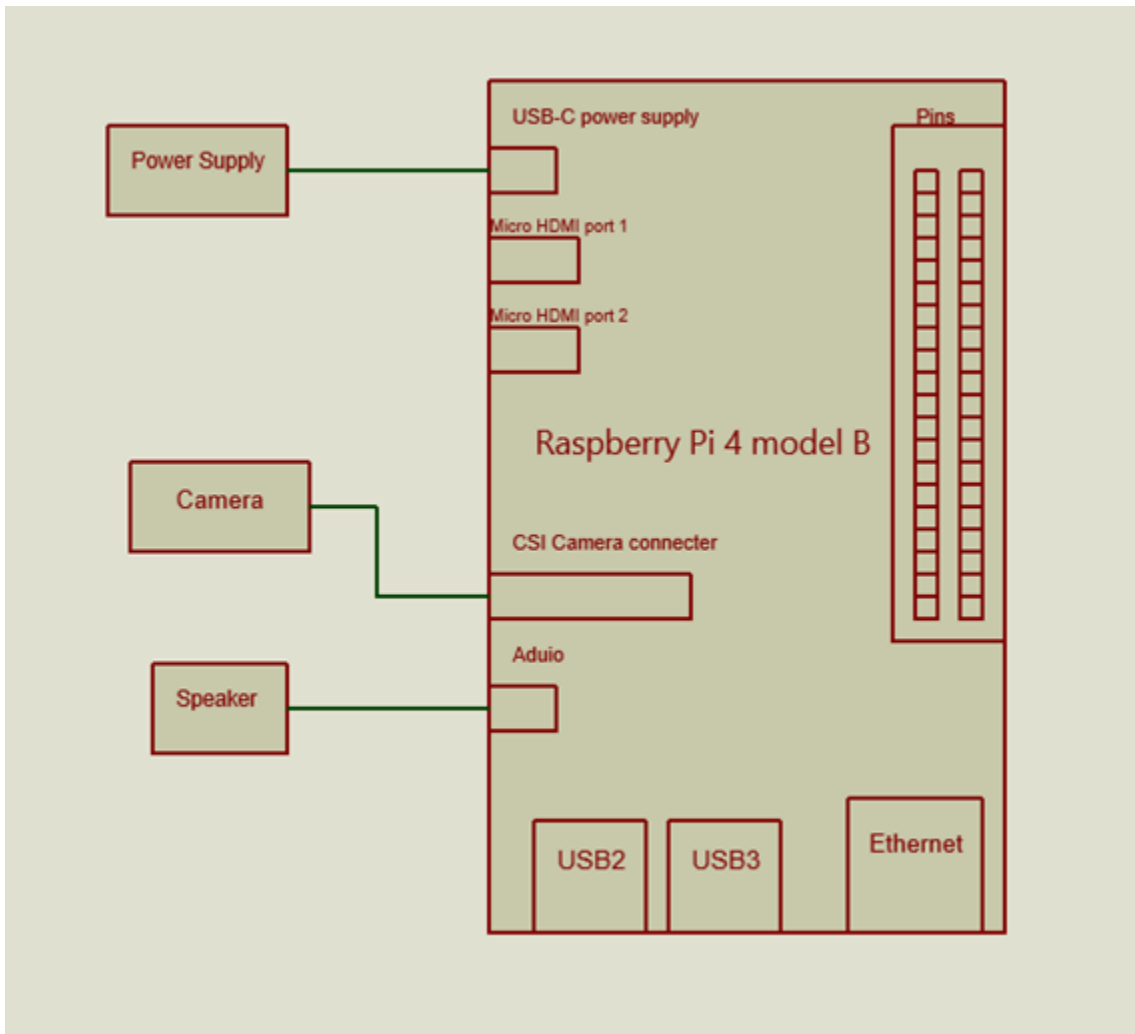 USB-C power supply
Pins
Power Supply
Micro HDMI port 1
Micro HDMI port 2
Raspberry Pi 4 model B
Camera
CSI Camera connecter
Aduio
Speaker
USB2
USB3
Ethernet